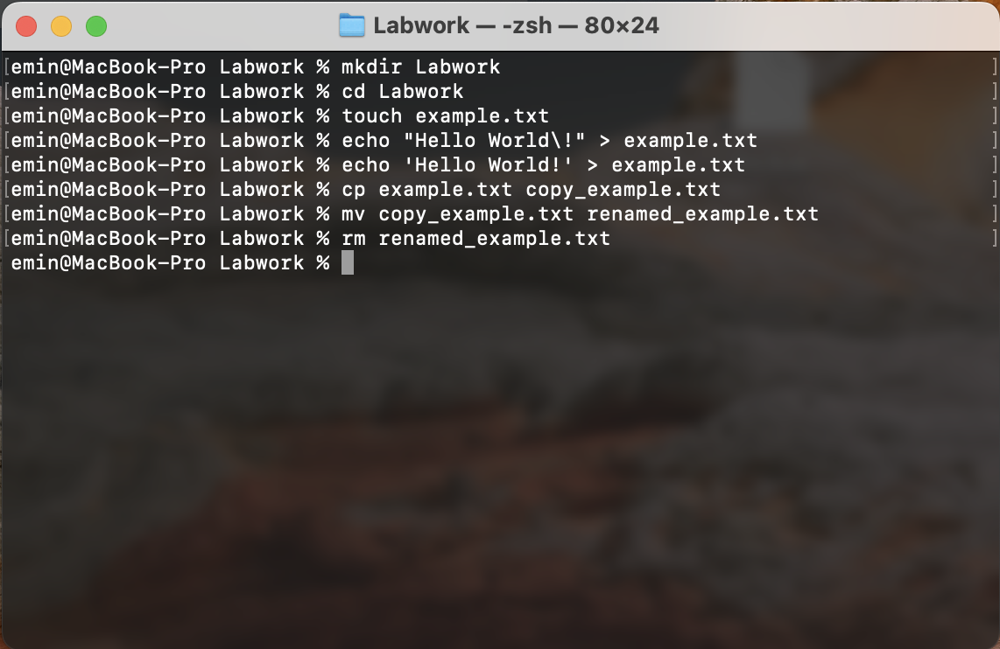 Labwork — -zsh — 80×24
[emin@MacBook-Pro Labwork % mkdir Labwork ]
[emin@MacBook-Pro Labwork % cd Labwork ]
[emin@MacBook-Pro Labwork % touch example.txt ]
[emin@MacBook-Pro Labwork % echo "Hello World\!" > example.txt ]
[emin@MacBook-Pro Labwork % echo 'Hello World!' > example.txt ]
[emin@MacBook-Pro Labwork % cp example.txt copy_example.txt ]
[emin@MacBook-Pro Labwork % mv copy_example.txt renamed_example.txt ]
[emin@MacBook-Pro Labwork % rm renamed_example.txt ]
emin@MacBook-Pro Labwork %